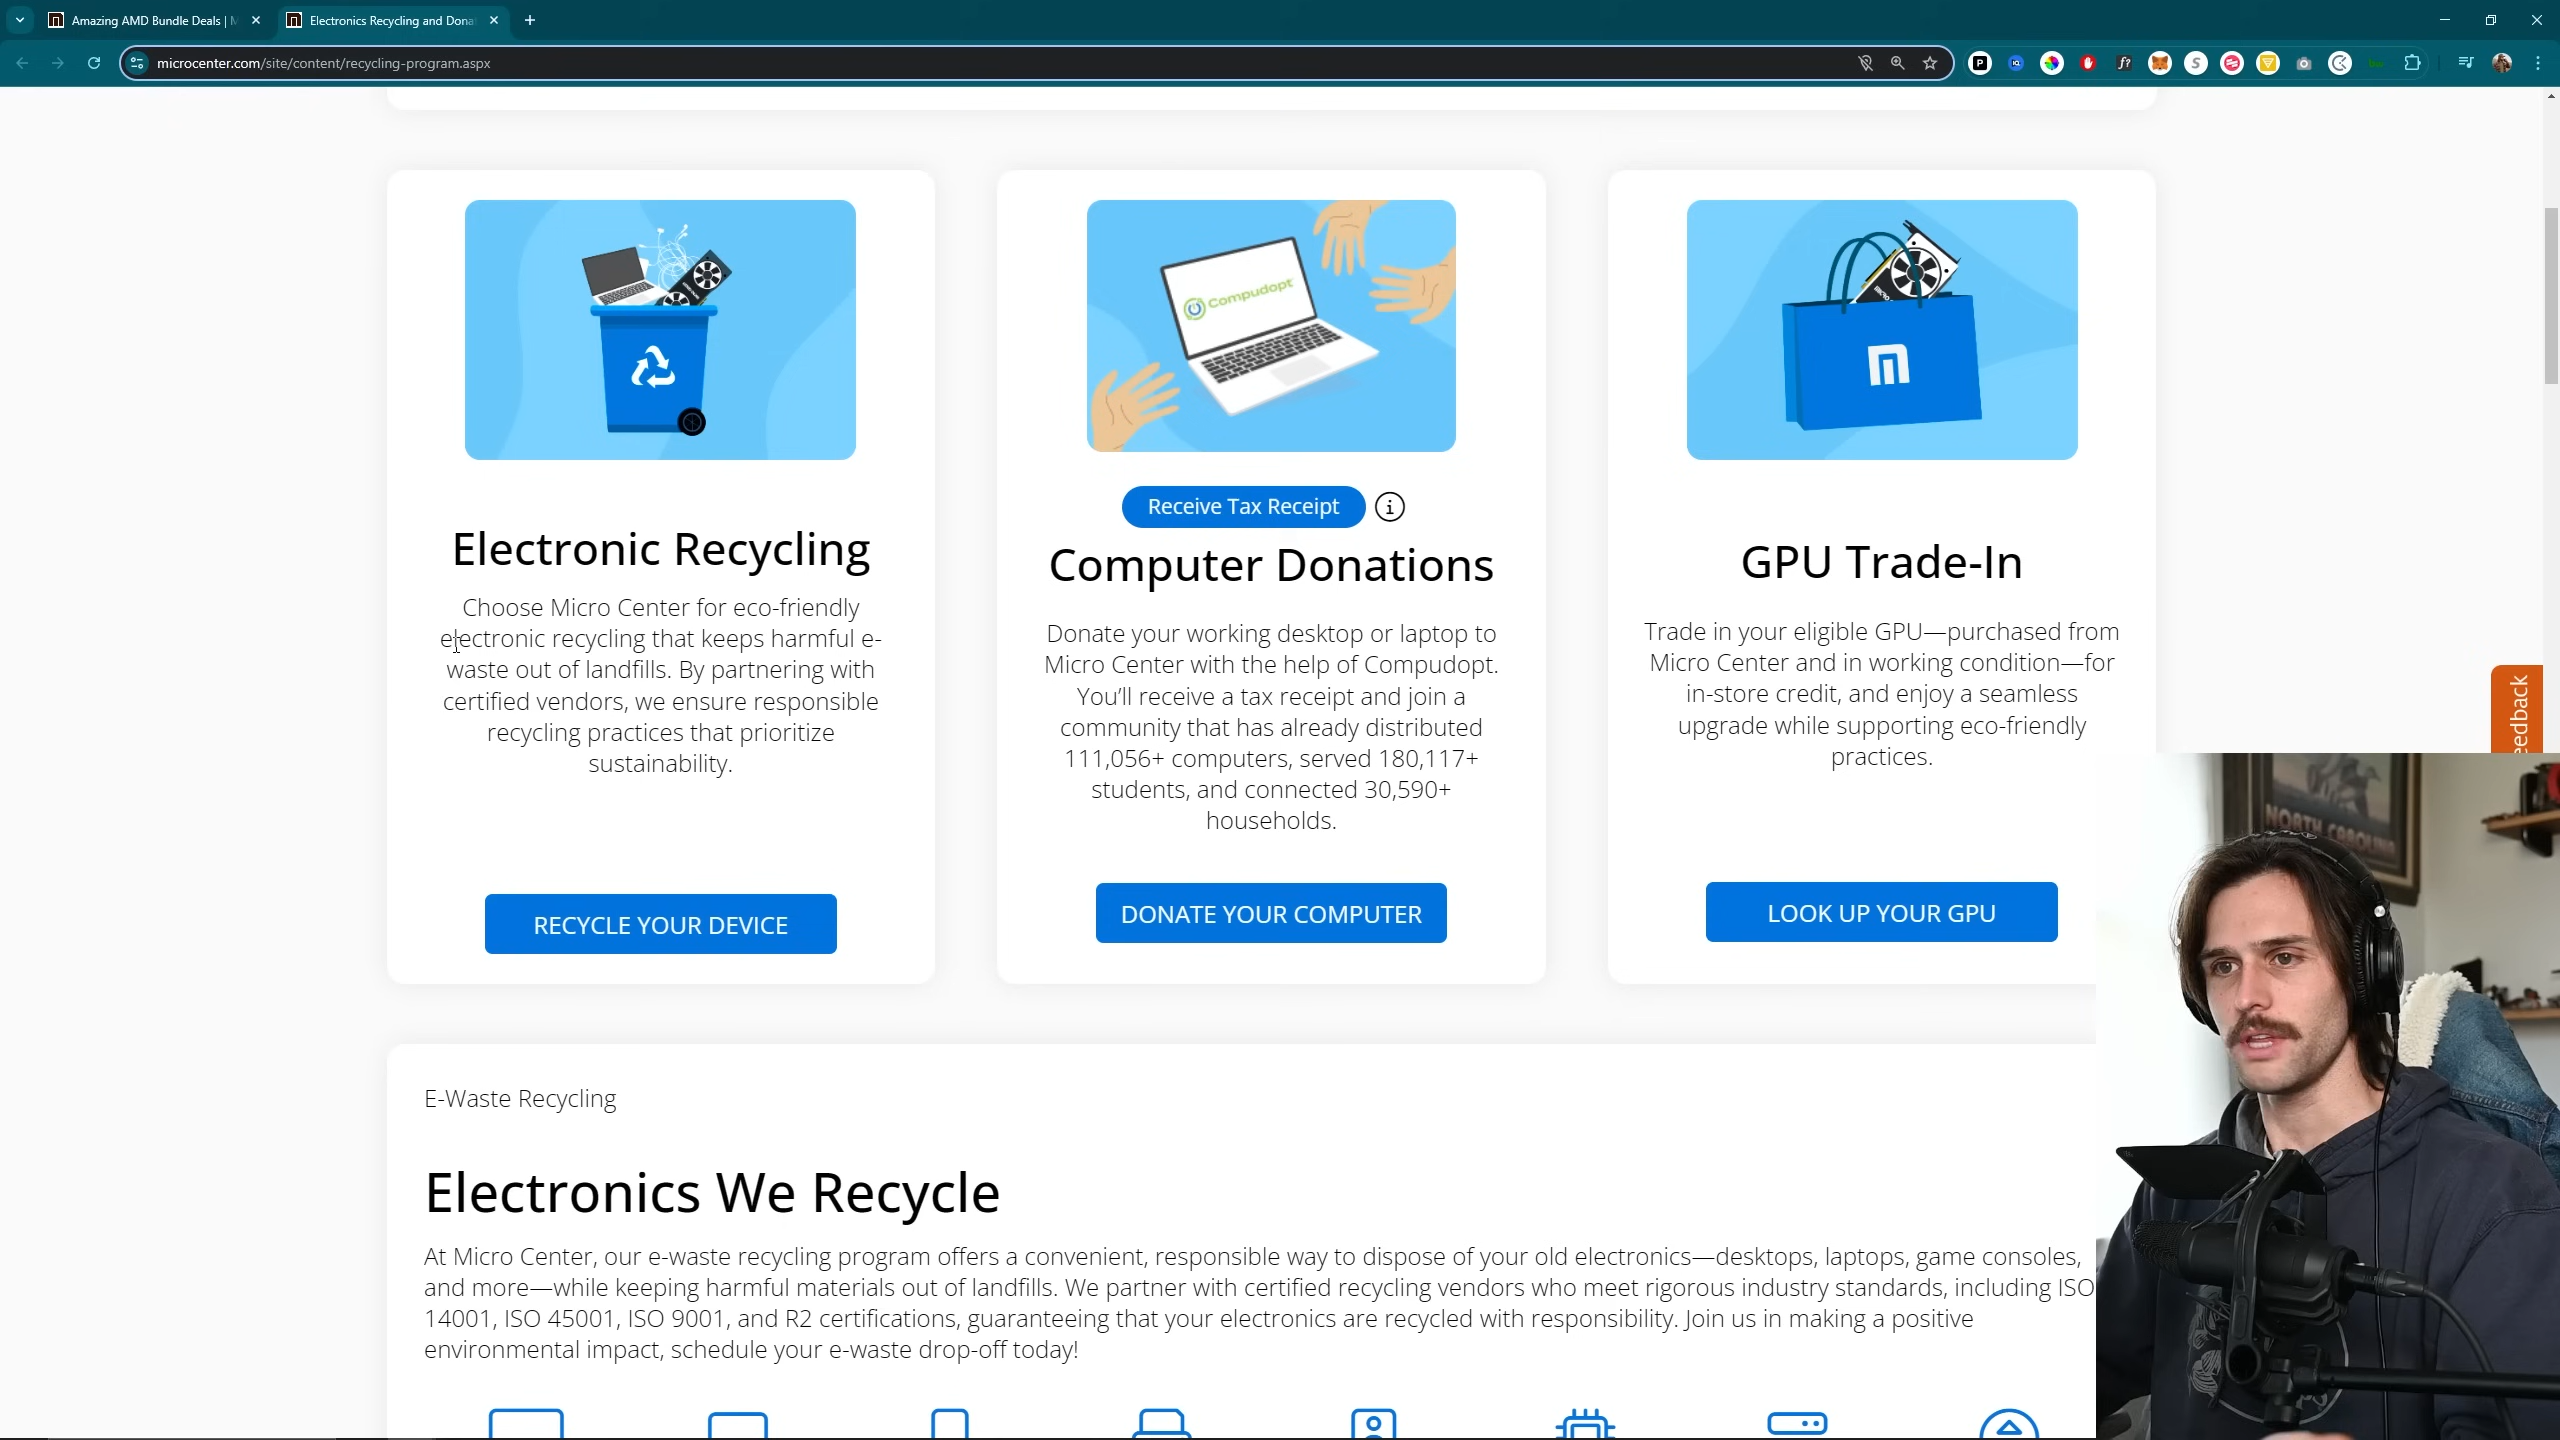 Amazing AMD Bundle Deals | M
Electronics Recycling and Dona
microcenter.com/site/content/recycling-program.aspx
Compudopt
Receive Tax Receipt
Electronic Recycling
Choose Micro Center for eco-friendly
electronic recycling that keeps harmful e-
waste out of landfills. By partnering with
certified vendors, we ensure responsible
recycling practices that prioritize
sustainability.
RECYCLE YOUR DEVICE
Computer Donations
Donate your working desktop or laptop to
Micro Center with the help of Compudopt.
You’ll receive a tax receipt and join a
community that has already distributed
111,056+ computers, served 180,117+
students, and connected 30,590+
households.
DONATE YOUR COMPUTER
GPU Trade-In
Trade in your eligible GPU—purchased from
Micro Center and in working condition—for
in-store credit, and enjoy a seamless
upgrade while supporting eco-friendly
practices.
LOOK UP YOUR GPU
eedback
NORTH CAROLINA
E-Waste Recycling
Electronics We Recycle
At Micro Center, our e-waste recycling program offers a convenient, responsible way to dispose of your old electronics—desktops, laptops, game consoles,
and more—while keeping harmful materials out of landfills. We partner with certified recycling vendors who meet rigorous industry standards, including ISO
14001, ISO 45001, ISO 9001, and R2 certifications, guaranteeing that your electronics are recycled with responsibility. Join us in making a positive
environmental impact, schedule your e-waste drop-off today!